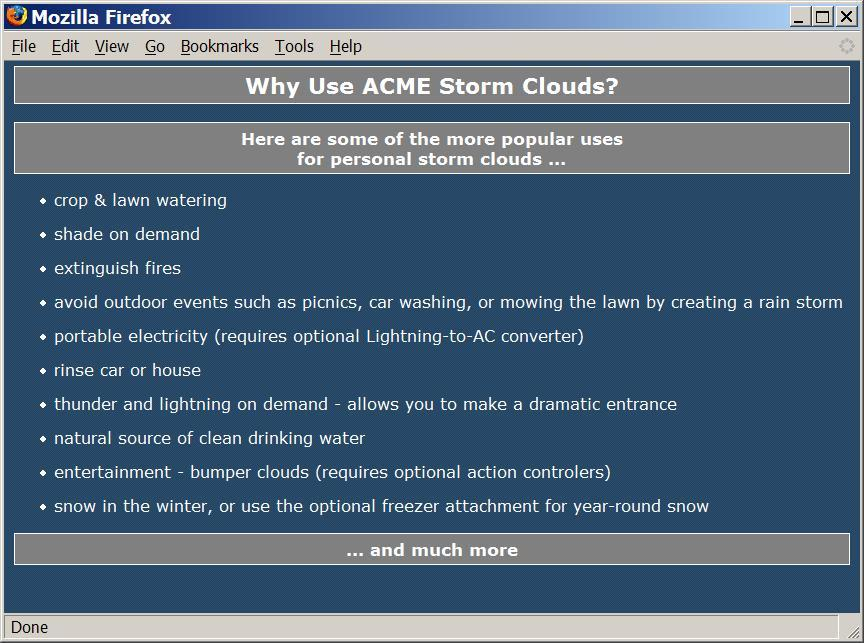 Mozilla Firefox
File Edit View Go Bookmarks Tools Help
Why Use ACME Storm Clouds?
Here are some of the more popular uses
for personal storm clouds ...
crop & lawn watering
shade on demand
extinguish fires
avoid outdoor events such as picnics, car washing, or mowing the lawn by creating a rain storm
portable electricity (requires optional Lightning-to-AC converter)
rinse car or house
thunder and lightning on demand - allows you to make a dramatic entrance
natural source of clean drinking water
entertainment - bumper clouds (requires optional action controlers)
snow in the winter, or use the optional freezer attachment for year-round snow
... and much more
Done